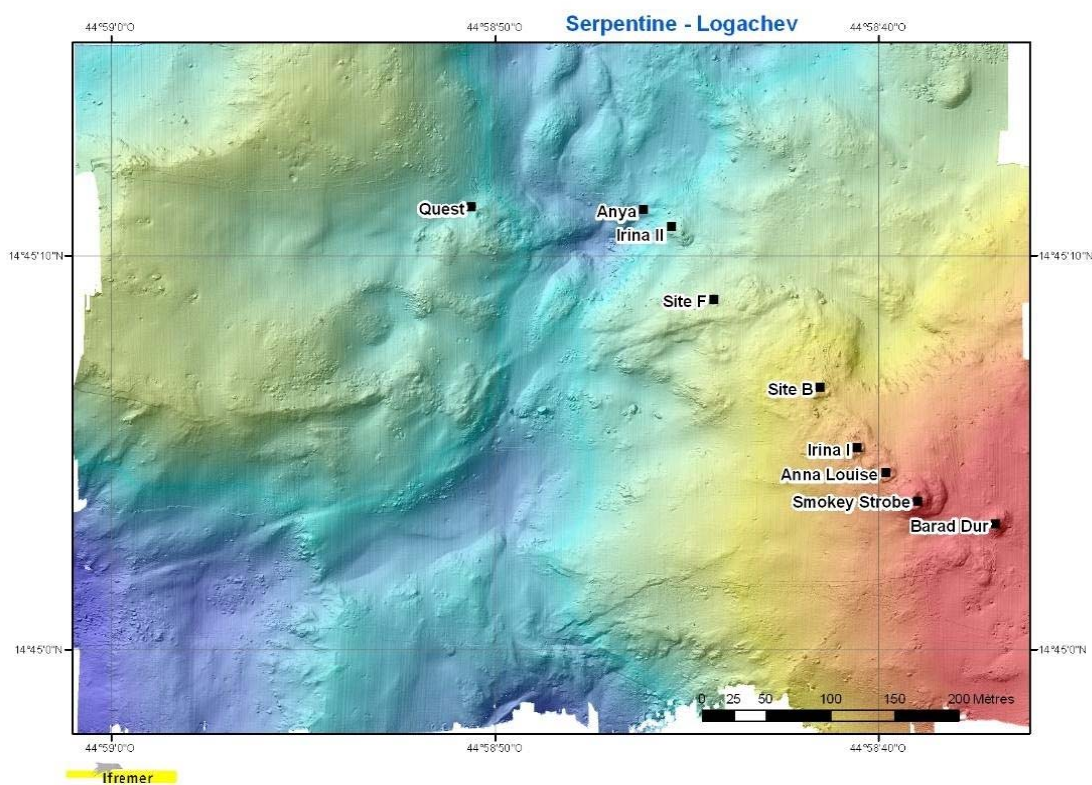 Serpentine - Logachev
44°59'0"O 44°58'50"O 44°58'40"O
Quest
Anya
Irina II
14°45'10"N 14°45'10"N
Site F
Site B
Irina I
Anna Louise
Smokey Strobe
Barad Dur
14°45'0"N 14°45'0"N
0 25 50 100 150 200 Mètres
44°59'0"O 44°58'50"O 44°58'40"O
Ifremer